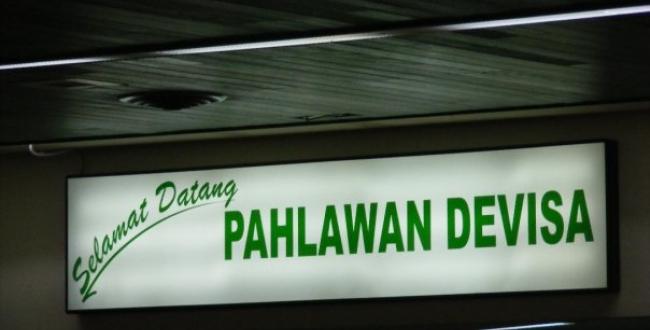 Selamat Datang
PAHLAWAN DEVISA